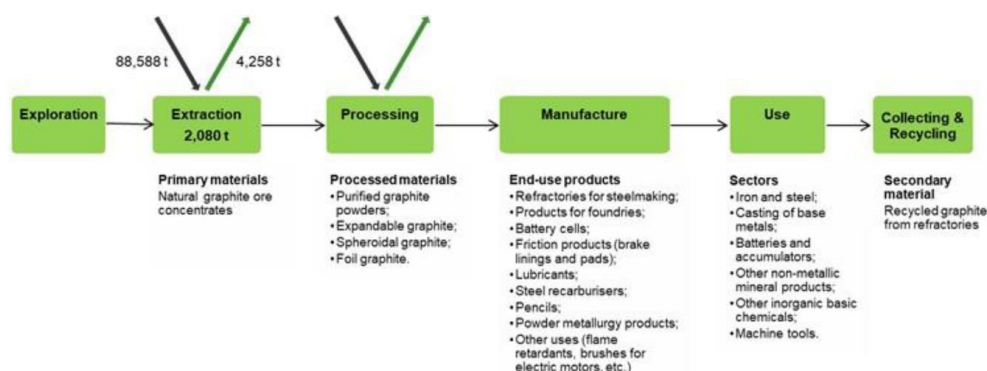 88,588 t
4,258 t
Exploration
Extraction
2,080 t
Processing
Manufacture
Use
Collecting &
Recycling
Primary materials
Natural graphite ore
concentrates
Processed materials
•Purified graphite
powders;
•Expandable graphite;
•Spheroidal graphite;
•Foil graphite.
End-use products
•Refractories for steelmaking;
•Products for foundries;
•Battery cells;
•Friction products (brake
linings and pads);
•Lubricants;
•Steel recarburisers;
•Pencils;
•Powder metallurgy products;
•Other uses (flame
retardants, brushes for
electric motors, etc.)
Sectors
•Iron and steel;
•Casting of base
metals;
•Batteries and
accumulators;
•Other non-metallic
mineral products;
•Other inorganic basic
chemicals;
•Machine tools.
Secondary
material
Recycled graphite
from refractories